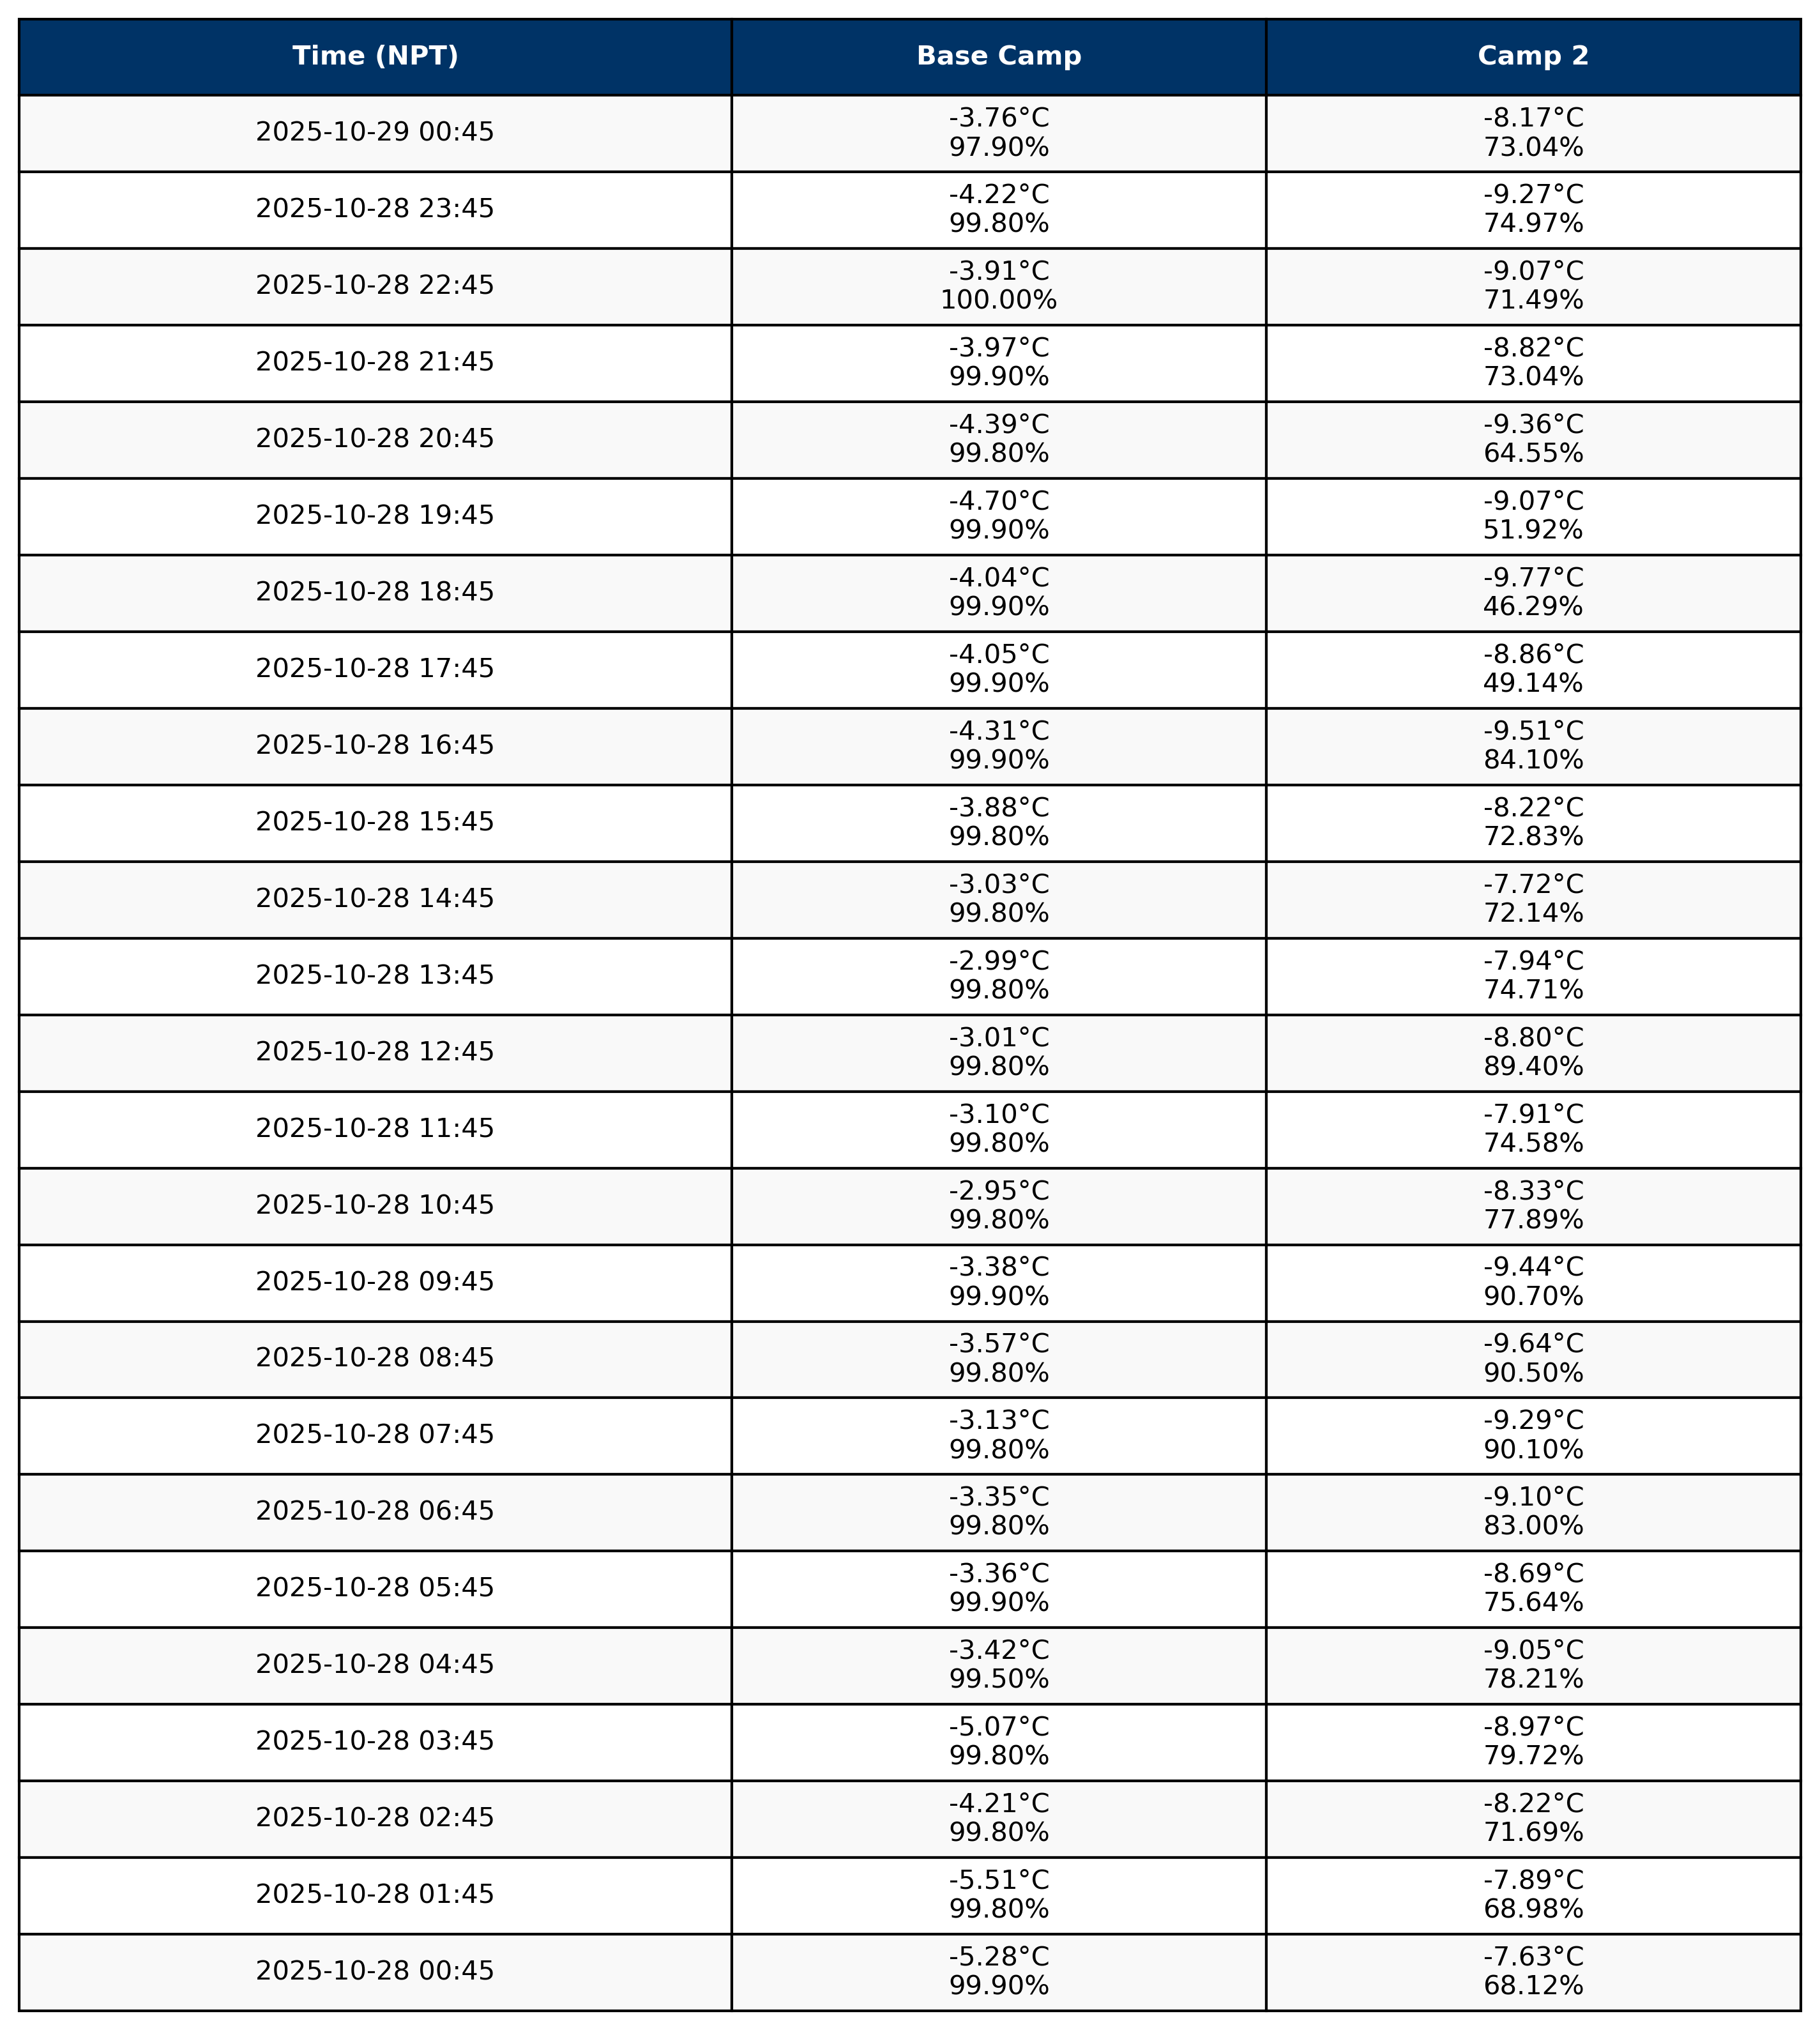 Time (NPT) Base Camp Camp 2
2025-10-29 00:45 -3.76°C -8.17°C
97.90% 73.04%
2025-10-28 23:45 -4.22°C -9.27°C
99.80% 74.97%
2025-10-28 22:45 -3.91°C -9.07°C
100.00% 71.49%
2025-10-28 21:45 -3.97°C -8.82°C
99.90% 73.04%
2025-10-28 20:45 -4.39°C -9.36°C
99.80% 64.55%
2025-10-28 19:45 -4.70°C -9.07°C
99.90% 51.92%
2025-10-28 18:45 -4.04°C -9.77°C
99.90% 46.29%
2025-10-28 17:45 -4.05°C -8.86°C
99.90% 49.14%
2025-10-28 16:45 -4.31°C -9.51°C
99.90% 84.10%
2025-10-28 15:45 -3.88°C -8.22°C
99.80% 72.83%
2025-10-28 14:45 -3.03°C -7.72°C
99.80% 72.14%
2025-10-28 13:45 -2.99°C -7.94°C
99.80% 74.71%
2025-10-28 12:45 -3.01°C -8.80°C
99.80% 89.40%
2025-10-28 11:45 -3.10°C -7.91°C
99.80% 74.58%
2025-10-28 10:45 -2.95°C -8.33°C
99.80% 77.89%
2025-10-28 09:45 -3.38°C -9.44°C
99.90% 90.70%
2025-10-28 08:45 -3.57°C -9.64°C
99.80% 90.50%
2025-10-28 07:45 -3.13°C -9.29°C
99.80% 90.10%
2025-10-28 06:45 -3.35°C -9.10°C
99.80% 83.00%
2025-10-28 05:45 -3.36°C -8.69°C
99.90% 75.64%
2025-10-28 04:45 -3.42°C -9.05°C
99.50% 78.21%
2025-10-28 03:45 -5.07°C -8.97°C
99.80% 79.72%
2025-10-28 02:45 -4.21°C -8.22°C
99.80% 71.69%
2025-10-28 01:45 -5.51°C -7.89°C
99.80% 68.98%
2025-10-28 00:45 -5.28°C -7.63°C
99.90% 68.12%